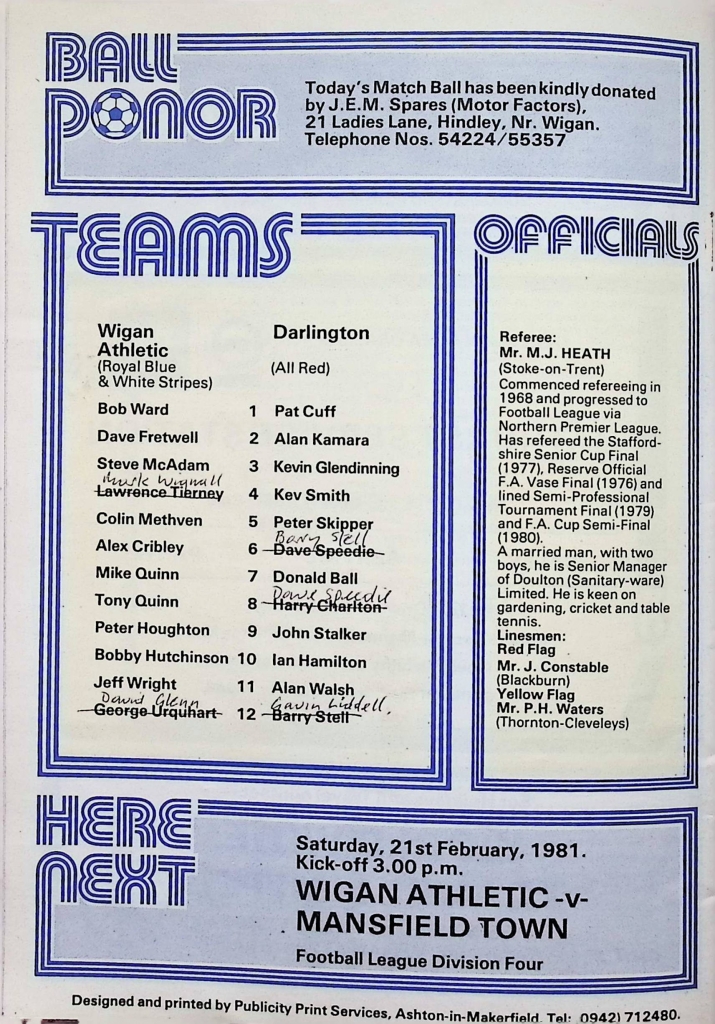 BALL
DONOR
Today's Match Ball has been kindly donated
by J.E.M. Spares (Motor Factors),
21 Ladies Lane, Hindley, Nr. Wigan.
Telephone Nos. 54224/55357
TEAMS
Wigan
Athletic
(Royal Blue
& White Stripes)
Darlington
(All Red)
Bob Ward 1 Pat Cuff
Dave Fretwell 2 Alan Kamara
Steve McAdam 3 Kevin Glendinning
Mark Wignall
Lawrence Tierney 4 Kev Smith
Colin Methven 5 Peter Skipper
Barry Stell
Alex Cribley 6 Dave Speedie
Mike Quinn 7 Donald Ball
Dave Speedie
Tony Quinn 8 Harry Charlton
Peter Houghton 9 John Stalker
Bobby Hutchinson 10 Ian Hamilton
Jeff Wright 11 Alan Walsh
David Glenn Gavin Liddell.
George Urquhart 12 Barry Stell
OFFICIALS
Referee:
Mr. M.J. HEATH
(Stoke-on-Trent)
Commenced refereeing in
1968 and progressed to
Football League via
Northern Premier League.
Has refereed the Stafford-
shire Senior Cup Final
(1977), Reserve Official
F.A. Vase Final (1976) and
lined Semi-Professional
Tournament Final (1979)
and F.A. Cup Semi-Final
(1980).
A married man, with two
boys, he is Senior Manager
of Doulton (Sanitary-ware)
Limited. He is keen on
gardening, cricket and table
tennis.
Linesmen:
Red Flag
Mr. J. Constable
(Blackburn)
Yellow Flag
Mr. P.H. Waters
(Thornton-Cleveleys)
HERE
NEXT
Saturday, 21st February, 1981.
Kick-off 3.00 p.m.
WIGAN ATHLETIC -v-
MANSFIELD TOWN
Football League Division Four
Designed and printed by Publicity Print Services, Ashton-in-Makerfield. Tel: 0942) 712480.